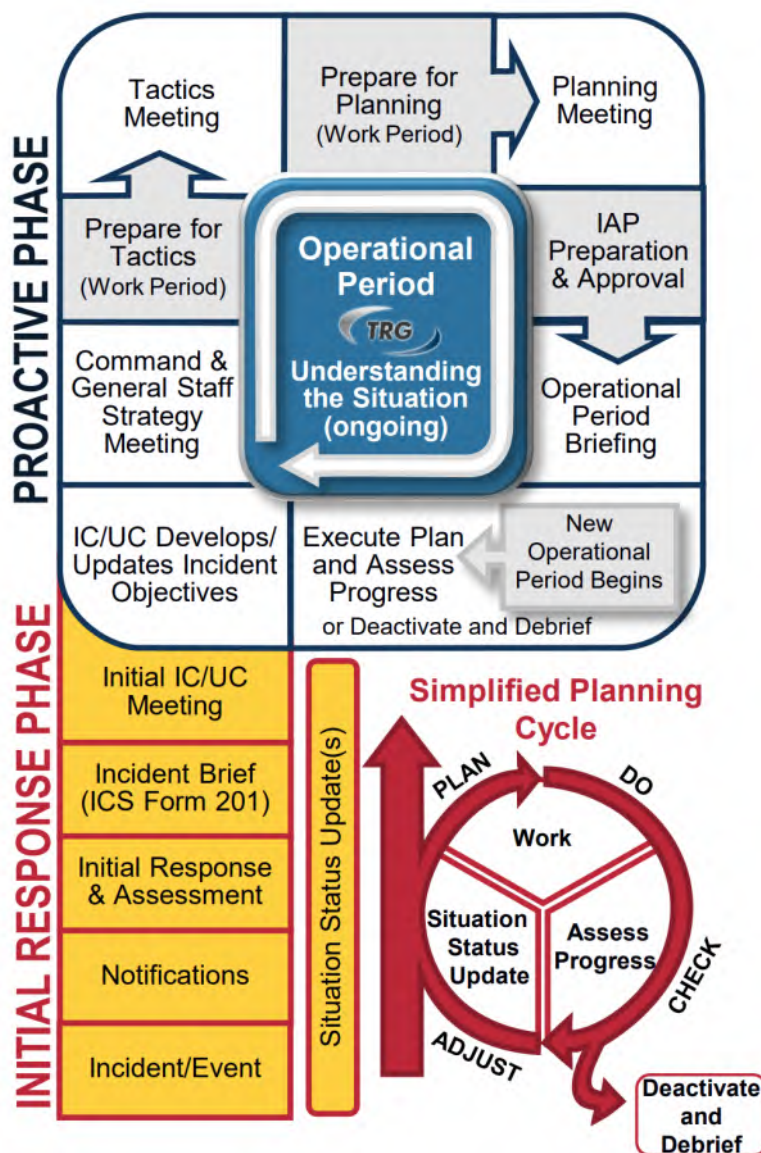 PROACTIVE PHASE
Tactics
Meeting
Prepare for
Planning
(Work Period)
Planning
Meeting
Prepare for
Tactics
(Work Period)
Operational
Period
TRG
Understanding
the Situation
(ongoing)
IAP
Preparation
& Approval
Command &
General Staff
Strategy
Meeting
Operational
Period
Briefing
IC/UC Develops/
Updates Incident
Objectives
Execute Plan
and Assess
Progress
or Deactivate and Debrief
New
Operational
Period Begins
INITIAL RESPONSE PHASE
Initial IC/UC
Meeting
Incident Brief
(ICS Form 201)
Initial Response
& Assessment
Notifications
Incident/Event
Situation Status Update(s)
Simplified Planning
Cycle
PLAN
DO
Work
Situation
Status
Update
Assess
Progress
CHECK
ADJUST
Deactivate
and
Debrief